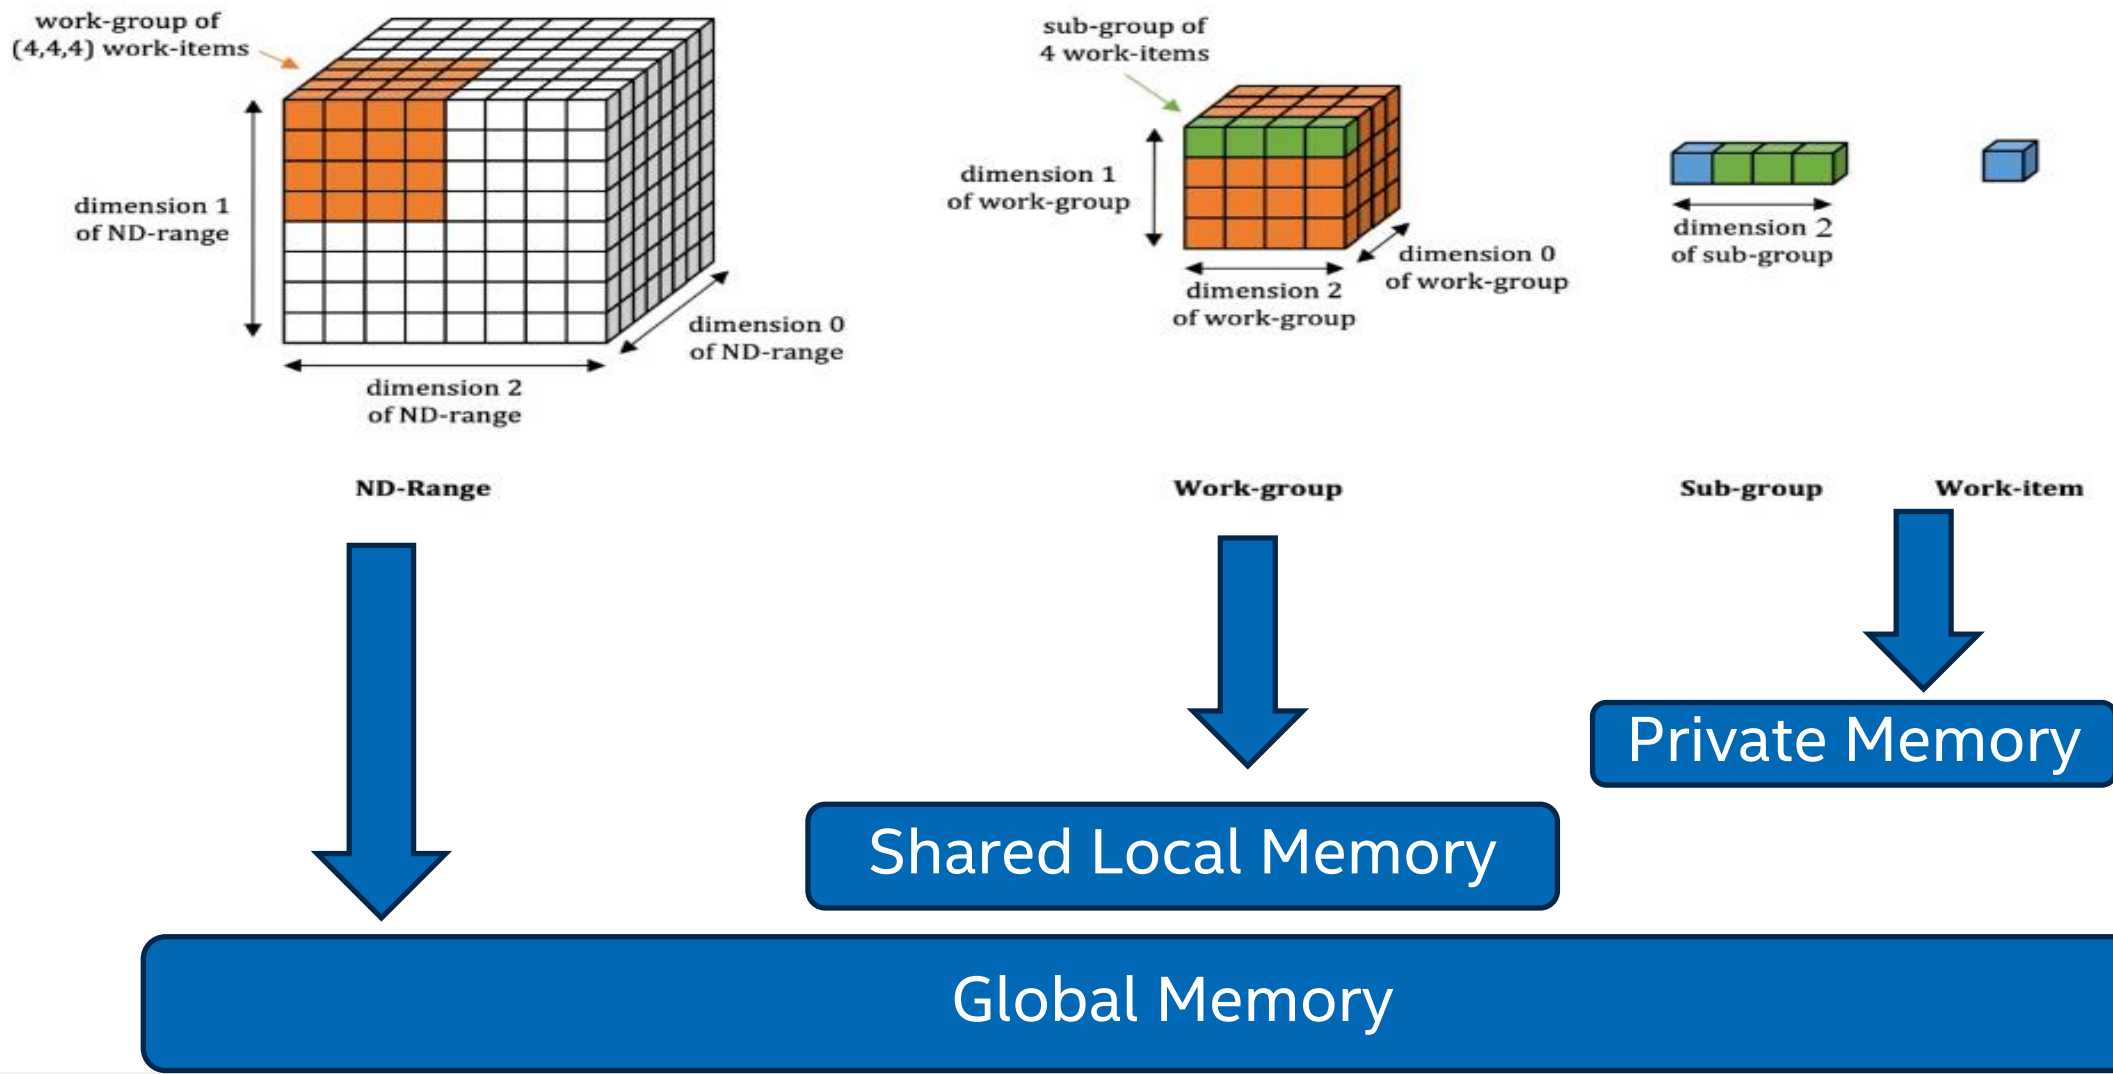 work-group of
(4,4,4) work-items
dimension 1
of ND-range
dimension 2
of ND-range
dimension 0
of ND-range
sub-group of
4 work-items
dimension 1
of work-group
dimension 2
of work-group
dimension 0
of work-group
dimension 2
of sub-group
ND-Range
Work-group
Sub-group
Work-item
Private Memory
Shared Local Memory
Global Memory